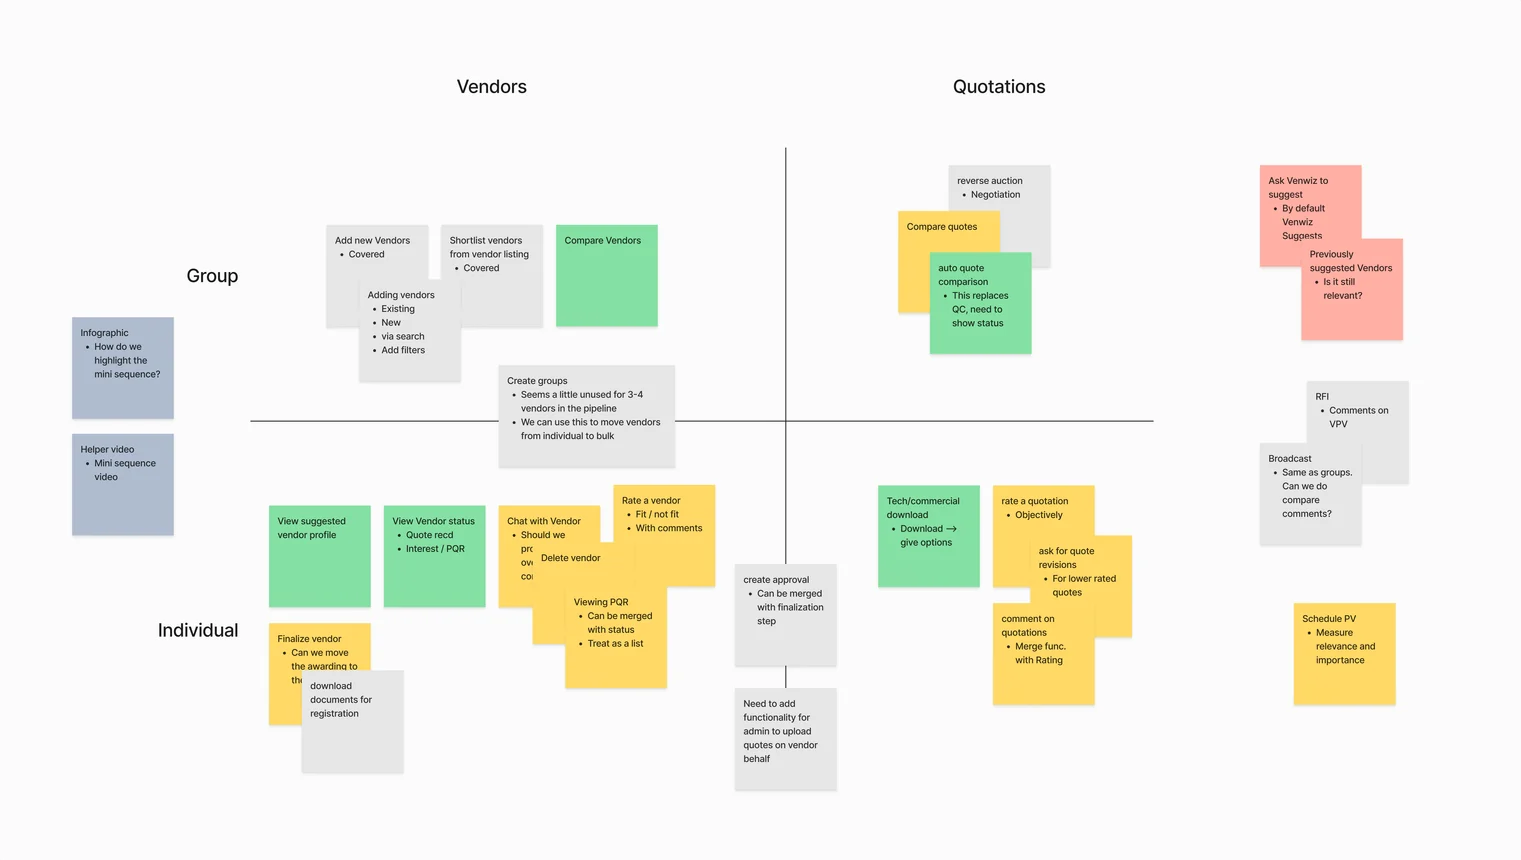 Vendors
Quotations
Group
Individual
Infographic
• How do we
highlight the
mini sequence?
Helper video
• Mini sequence
video
Add new Vendors
• Covered
Shortlist vendors
from vendor listing
• Covered
Adding vendors
• Existing
• New
• via search
• Add filters
Compare Vendors
Create groups
• Seems a little unused for 3-4
vendors in the pipeline
• We can use this to move vendors
from individual to bulk
reverse auction
• Negotiation
Compare quotes
auto quote
comparison
• This replaces
QC, need to
show status
Ask Venwiz to
suggest
• By default
Venwiz
Suggests
Previously
suggested Vendors
• Is it still
relevant?
RFI
• Comments on
VPV
Broadcast
• Same as groups.
Can we do
compare
comments?
View suggested
vendor profile
View Vendor status
• Quote recd
• Interest / PQR
Chat with Vendor
• Should we
Delete vendor
Rate a vendor
• Fit / not fit
• With comments
Viewing PQR
• Can be merged
with status
• Treat as a list
Finalize vendor
• Can we move
the awarding to
download
documents for
registration
create approval
• Can be merged
with finalization
step
Need to add
functionality for
admin to upload
quotes on vendor
behalf
Tech/commercial
download
• Download →
give options
rate a quotation
• Objectively
ask for quote
revisions
• For lower rated
quotes
comment on
quotations
• Merge func.
with Rating
Schedule PV
• Measure
relevance and
importance